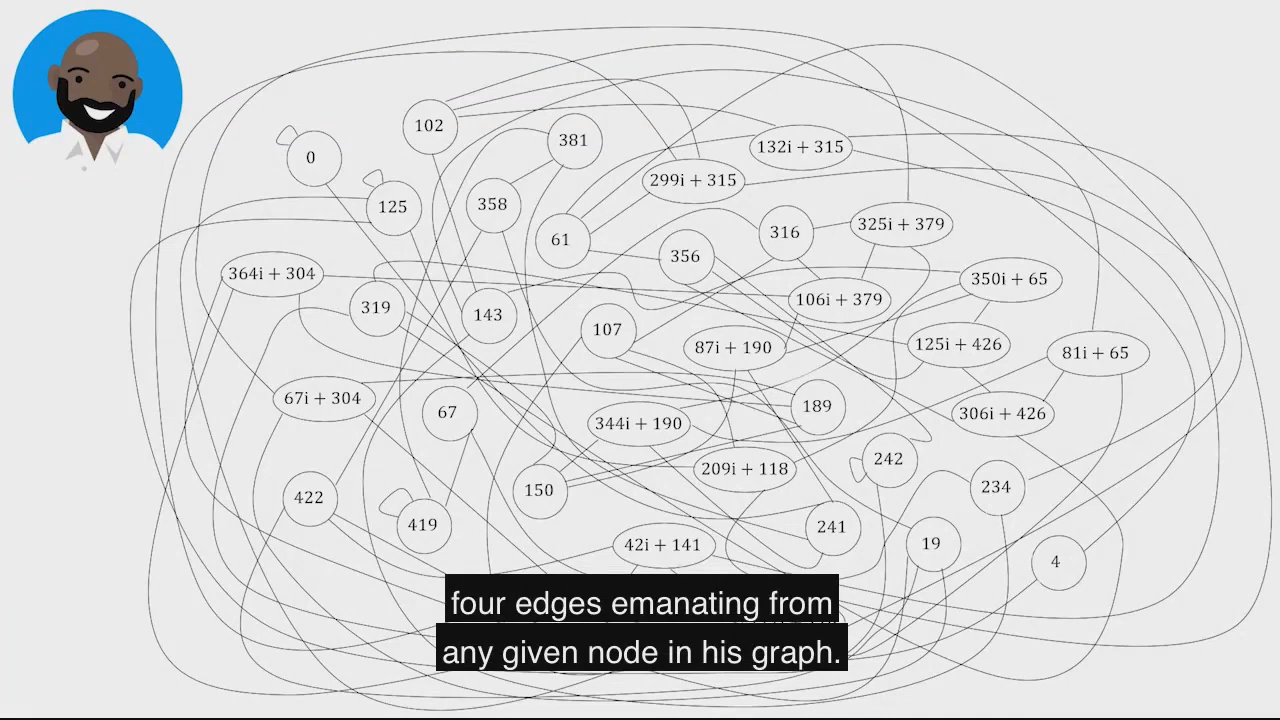 102
381
132i + 315
0
299i + 315
125
358
325i + 379
316
61
356
364i + 304
350i + 65
106i + 379
319
143
107
87i + 190
125i + 426
81i + 65
67i + 304
189
67
306i + 426
344i + 190
242
209i + 118
234
150
422
419
241
19
42i + 141
4
four edges emanating from
any given node in his graph.